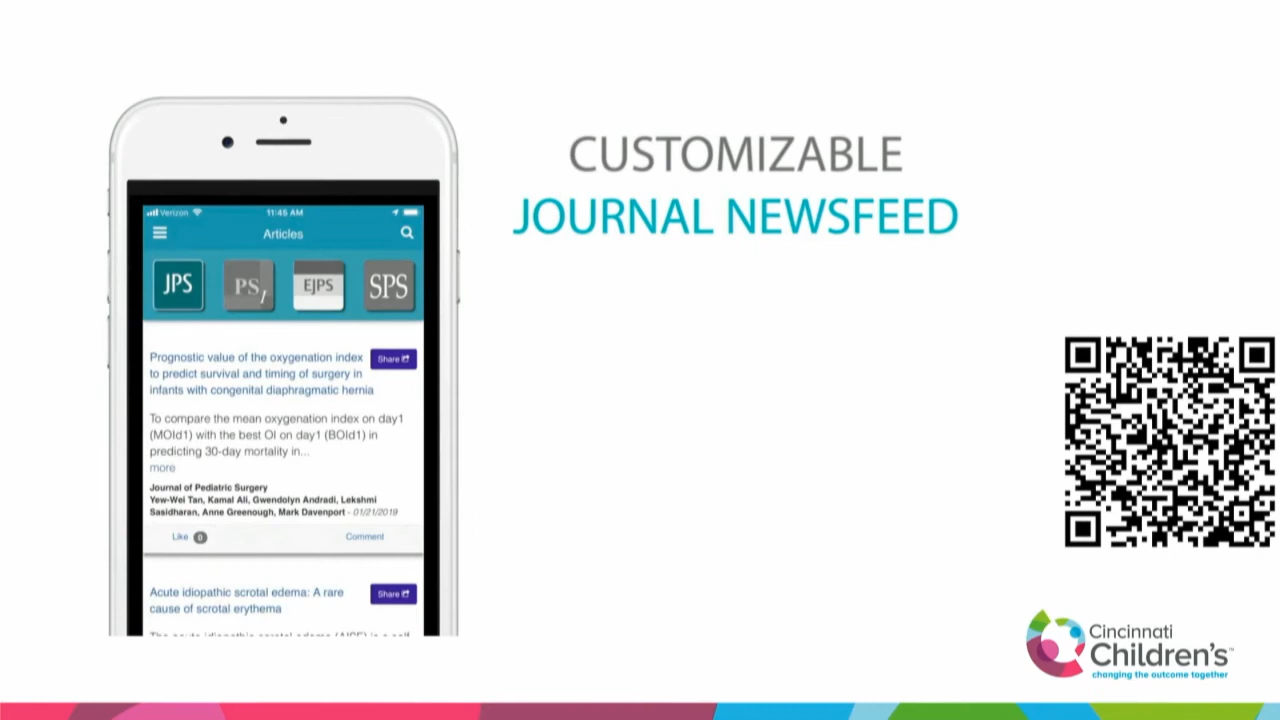 CUSTOMIZABLE
JOURNAL NEWSFEED
Verizon
11:45 AM
Articles
JPS
PS
EJPS
SPS
Prognostic value of the oxygenation index
to predict survival and timing of surgery in
infants with congenital diaphragmatic hernia
Share
To compare the mean oxygenation index on day1
(MOId1) with the best OI on day1 (BOId1) in
predicting 30-day mortality in...
more
Journal of Pediatric Surgery
Yew-Wei Tan, Kamal Ali, Gwendolyn Andradi, Lekshmi
Sasidharan, Anne Greenough, Mark Davenport - 01/21/2019
Like 0
Comment
Acute idiopathic scrotal edema: A rare
cause of scrotal erythema
Share
Cincinnati
Children's™
changing the outcome together